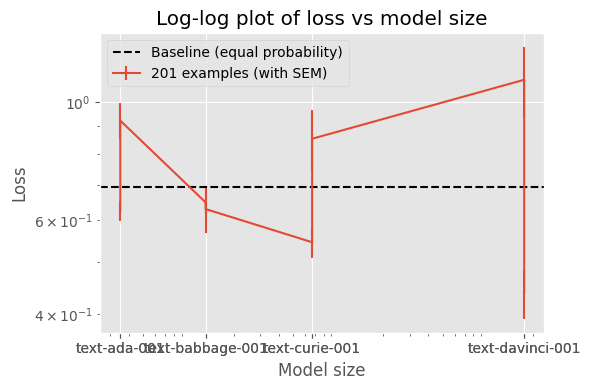 Log-log plot of loss vs model size
Baseline (equal probability)
201 examples (with SEM)
Loss
10⁰
6 × 10⁻¹
4 × 10⁻¹
text-ada-001
text-babbage-001
text-curie-001
text-davinci-001
Model size